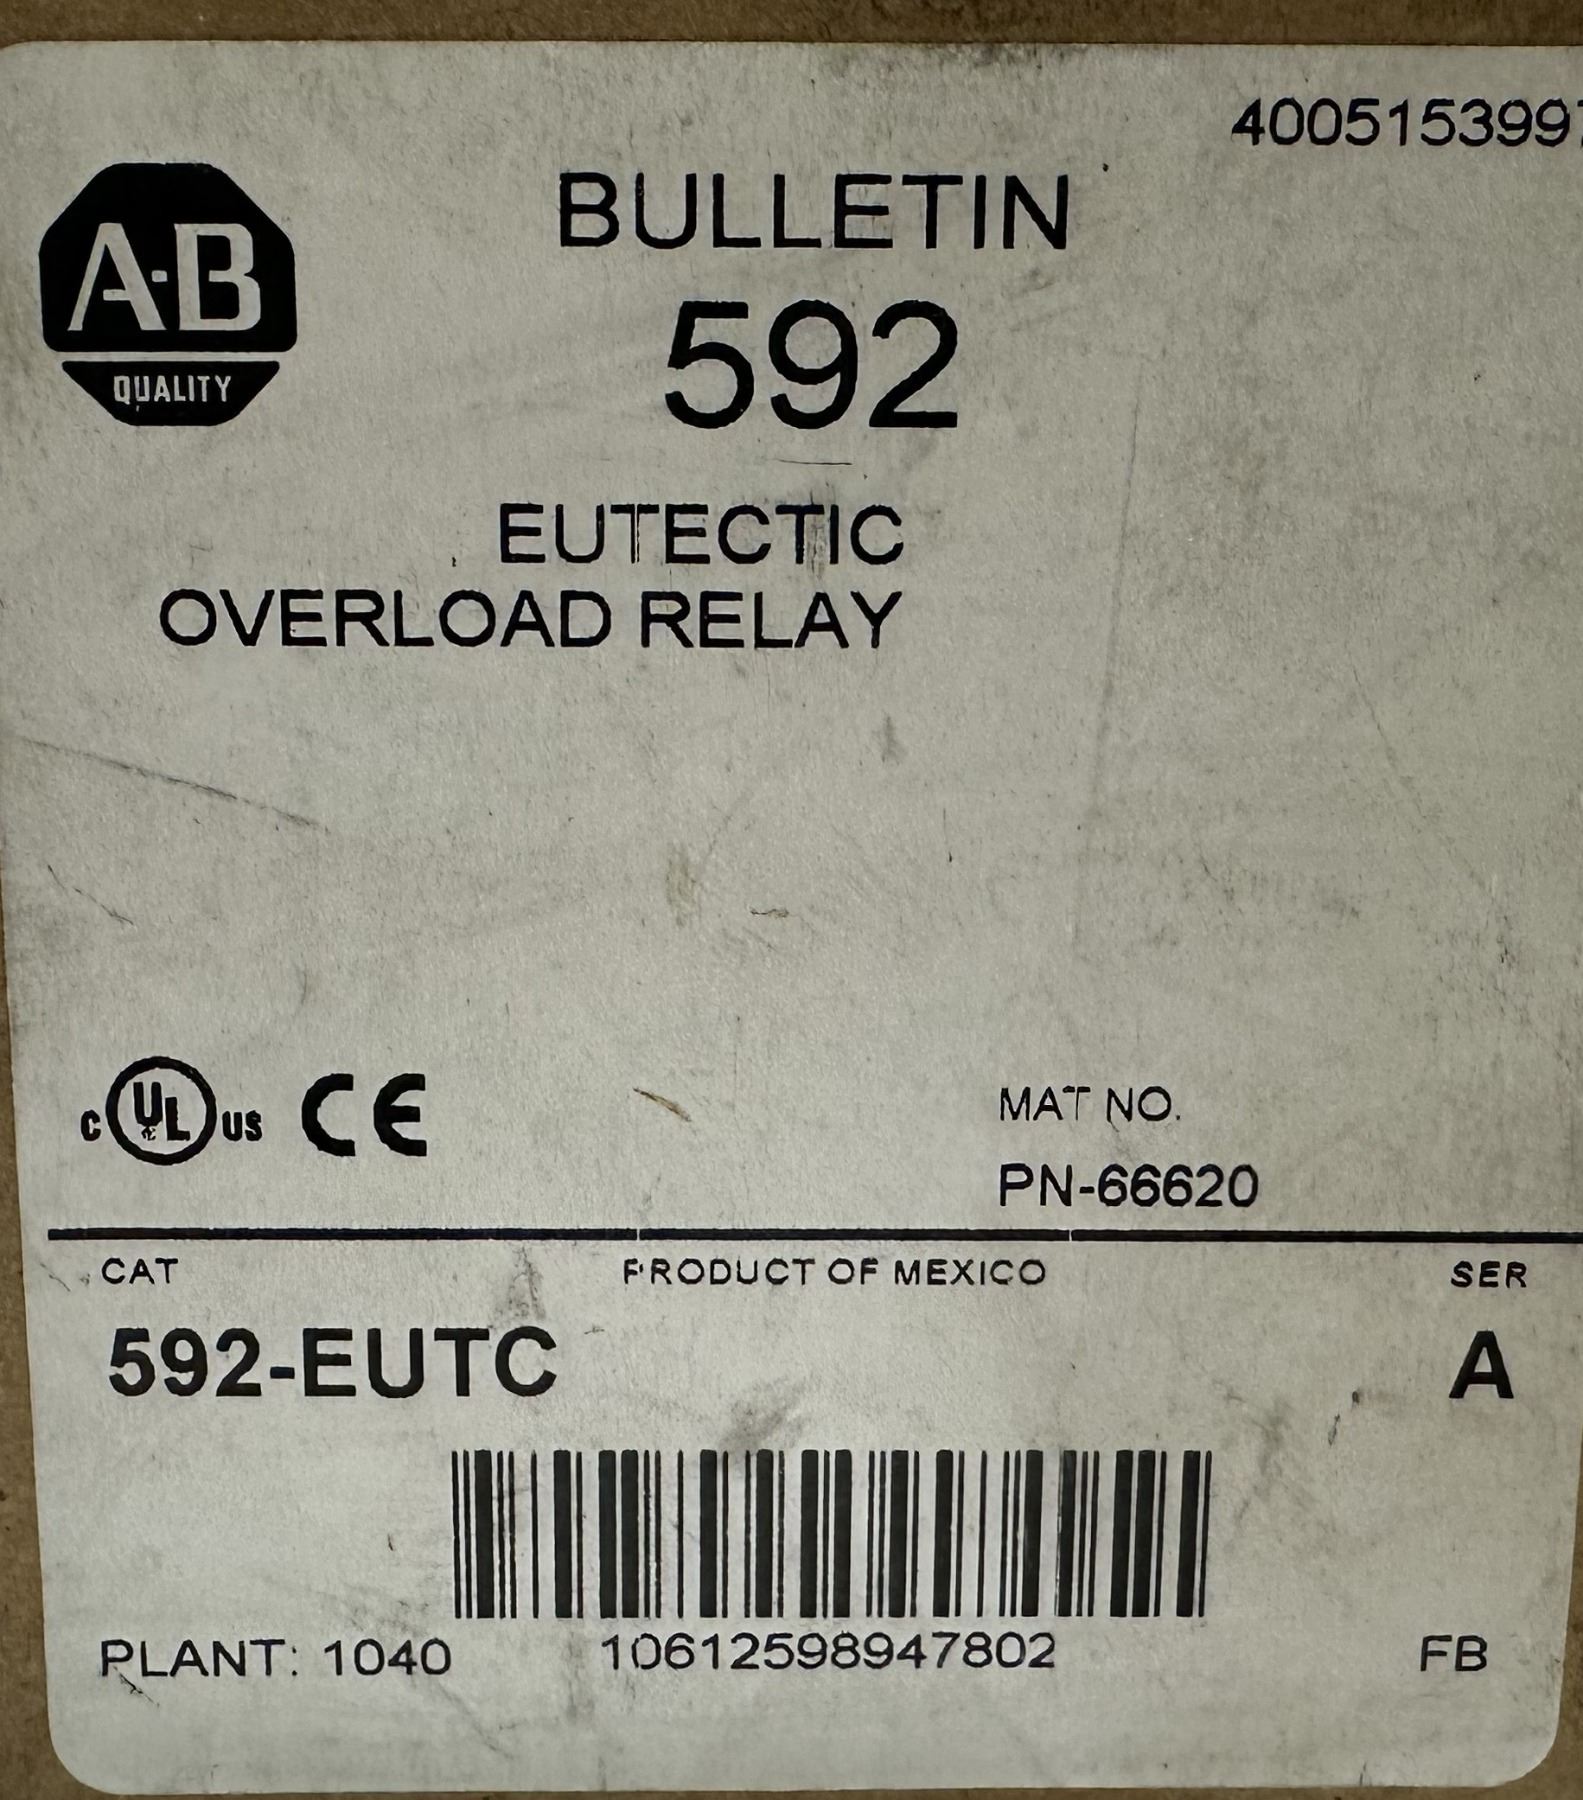 4005153997
BULLETIN
A-B
QUALITY
592
EUTECTIC
OVERLOAD RELAY
C UL US CE
MAT NO.
PN-66620
CAT PRODUCT OF MEXICO SER
592-EUTC A
PLANT: 1040 10612598947802 FB